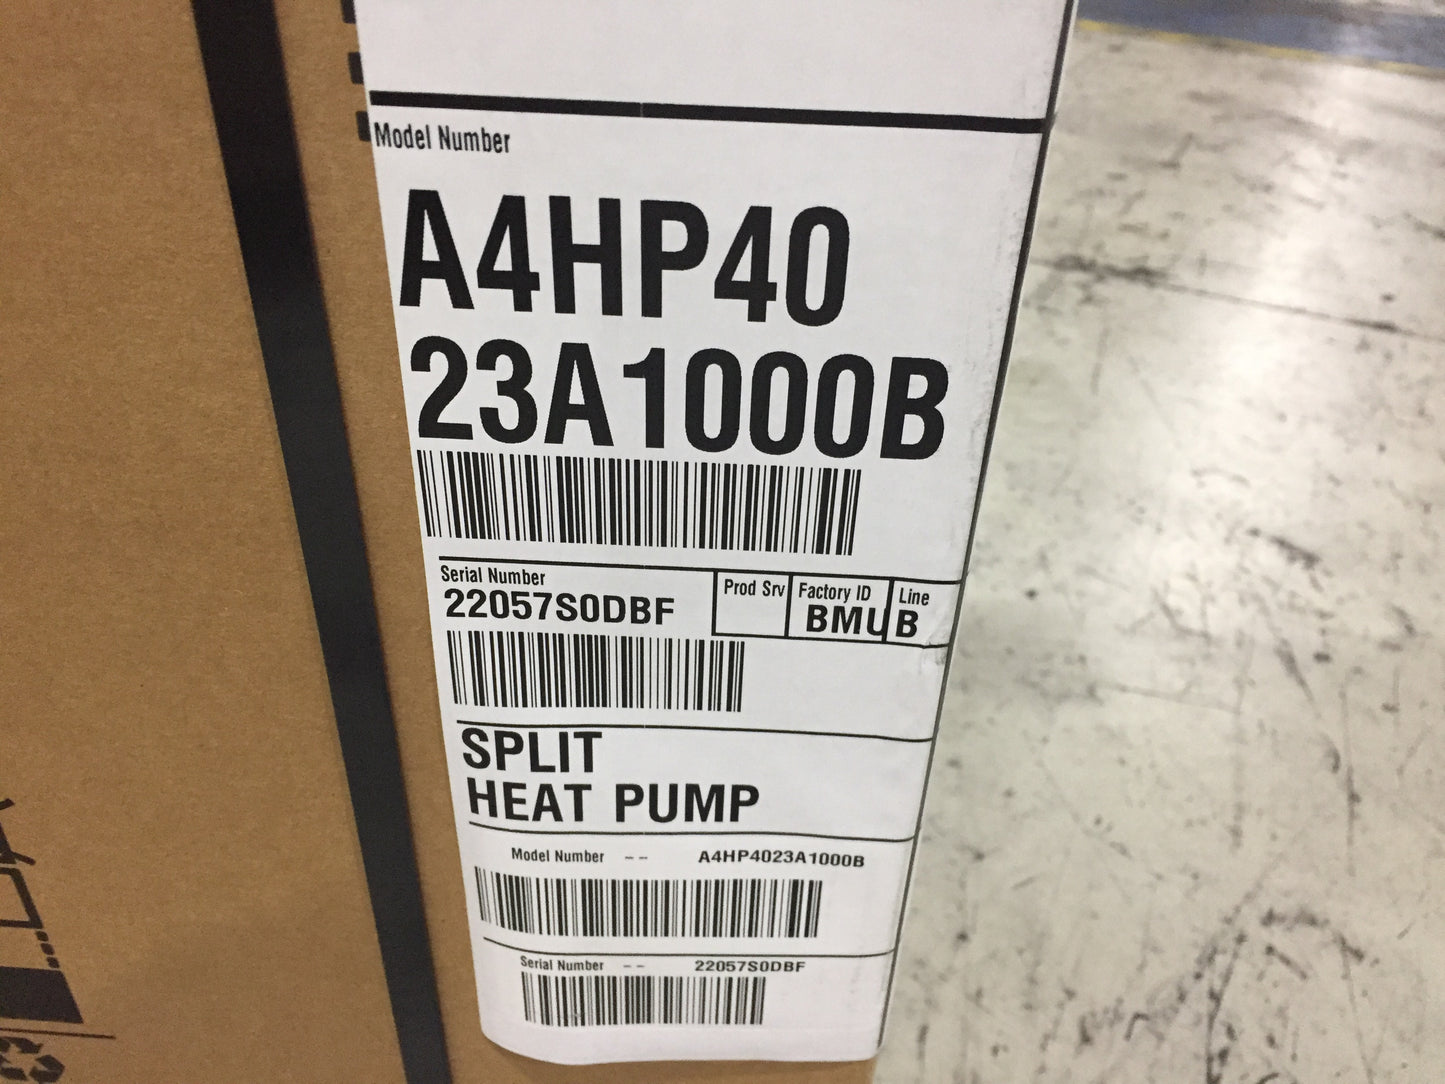 Model Number
A4HP40
23A1000B
Serial Number
22057S0DBF
Prod Srv
Factory ID
BMU
Line
B
SPLIT
HEAT PUMP
Model Number -- A4HP4023A1000B
Serial Number -- 22057S0DBF